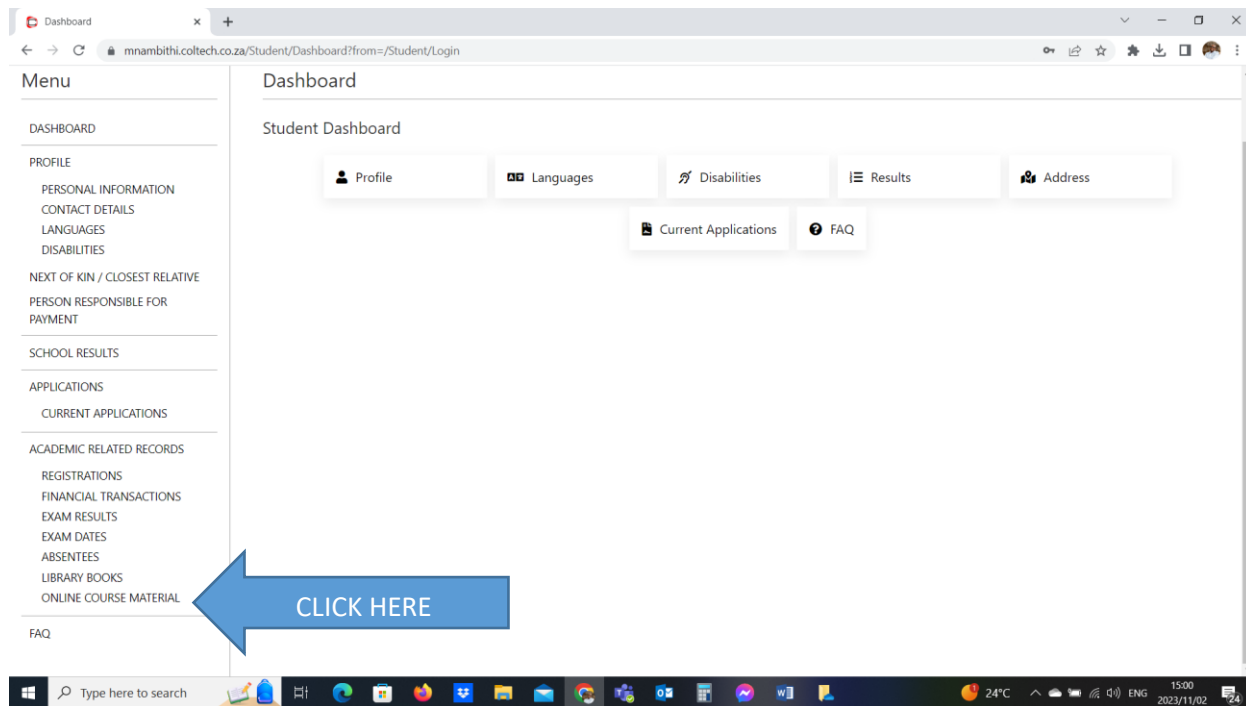 Dashboard
mnambithi.coltech.co.za/Student/Dashboard?from=/Student/Login
Menu
DASHBOARD
PROFILE
PERSONAL INFORMATION
CONTACT DETAILS
LANGUAGES
DISABILITIES
NEXT OF KIN / CLOSEST RELATIVE
PERSON RESPONSIBLE FOR
PAYMENT
SCHOOL RESULTS
APPLICATIONS
CURRENT APPLICATIONS
ACADEMIC RELATED RECORDS
REGISTRATIONS
FINANCIAL TRANSACTIONS
EXAM RESULTS
EXAM DATES
ABSENTEES
LIBRARY BOOKS
ONLINE COURSE MATERIAL
FAQ
Dashboard
Student Dashboard
Profile
Languages
Disabilities
Results
Address
Current Applications
FAQ
CLICK HERE
Type here to search
24°C
ENG
15:00
2023/11/02
24